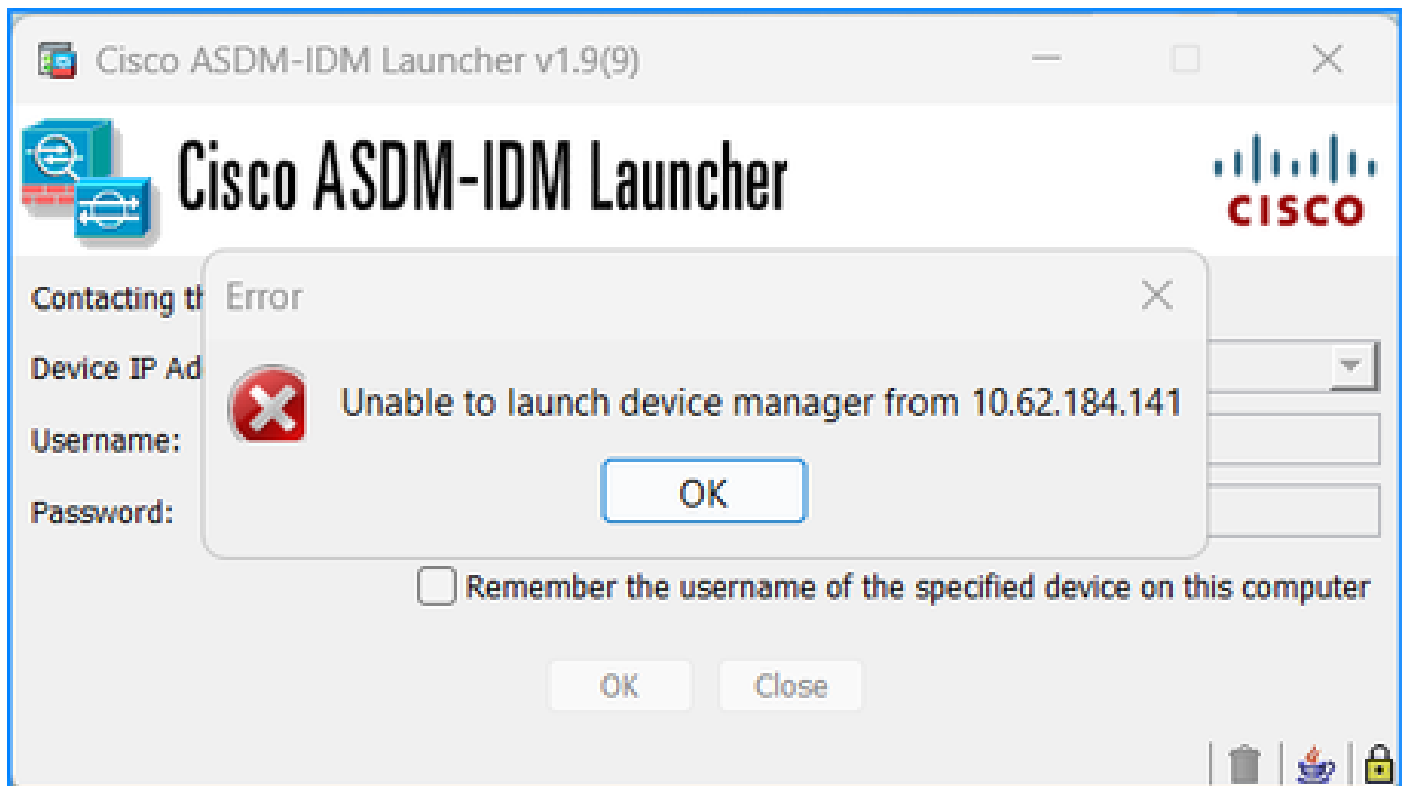 Cisco ASDM-IDM Launcher v1.9(9)
Cisco ASDM-IDM Launcher
CISCO
Contacting th
Error
Device IP Ad
Unable to launch device manager from 10.62.184.141
Username:
OK
Password:
Remember the username of the specified device on this computer
OK Close